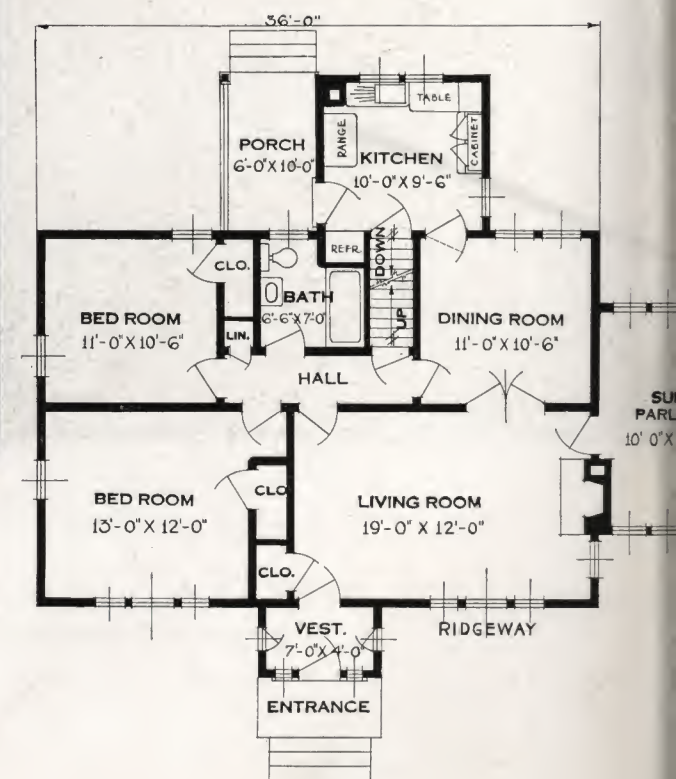 36'-0"
TABLE
RANGE
CABINET
PORCH
6'-0"X10'-0"
KITCHEN
10'-0"X9'-6"
REFR.
DOWN
UP
CLO.
BED ROOM
11'-0"X10'-6"
BATH
6'-6"X7'-0"
LIN.
DINING ROOM
11'-0"X10'-6"
HALL
10'0"X
BED ROOM
13'-0"X12'-0"
CLO
LIVING ROOM
19'-0"X12'-0"
CLO.
VEST.
7'-0"X4'-0"
RIDGEWAY
ENTRANCE